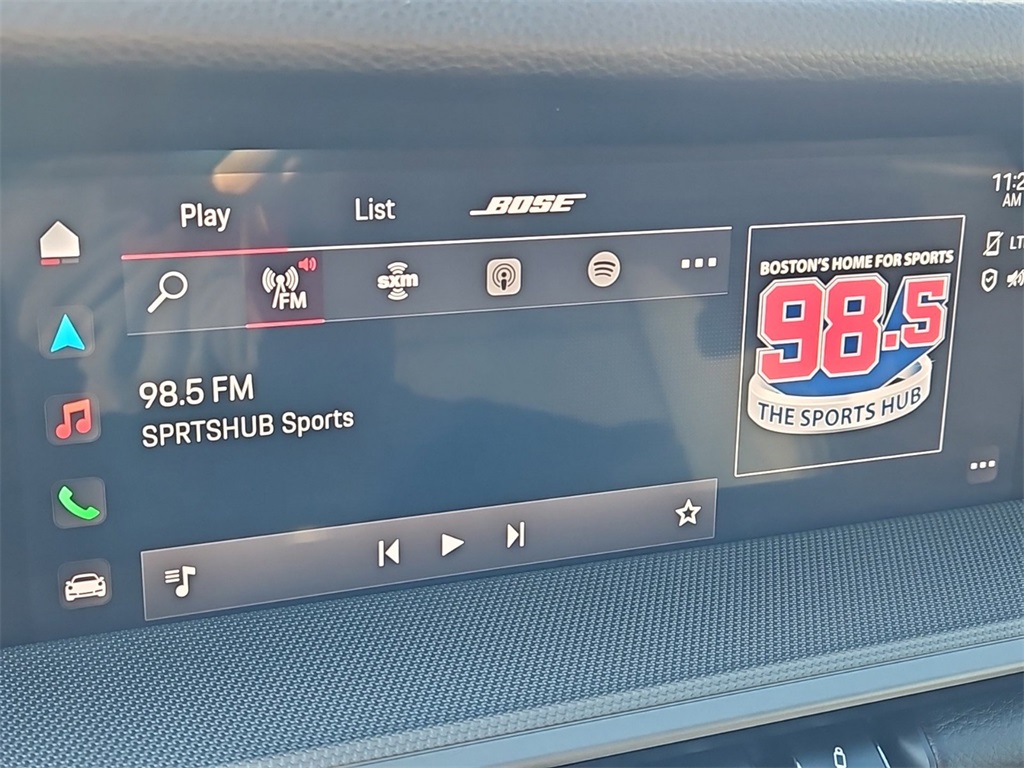 Play
List
BOSE
FM
sxm
98.5 FM
SPRTSHUB Sports
BOSTON'S HOME FOR SPORTS
98.5
THE SPORTS HUB
AM